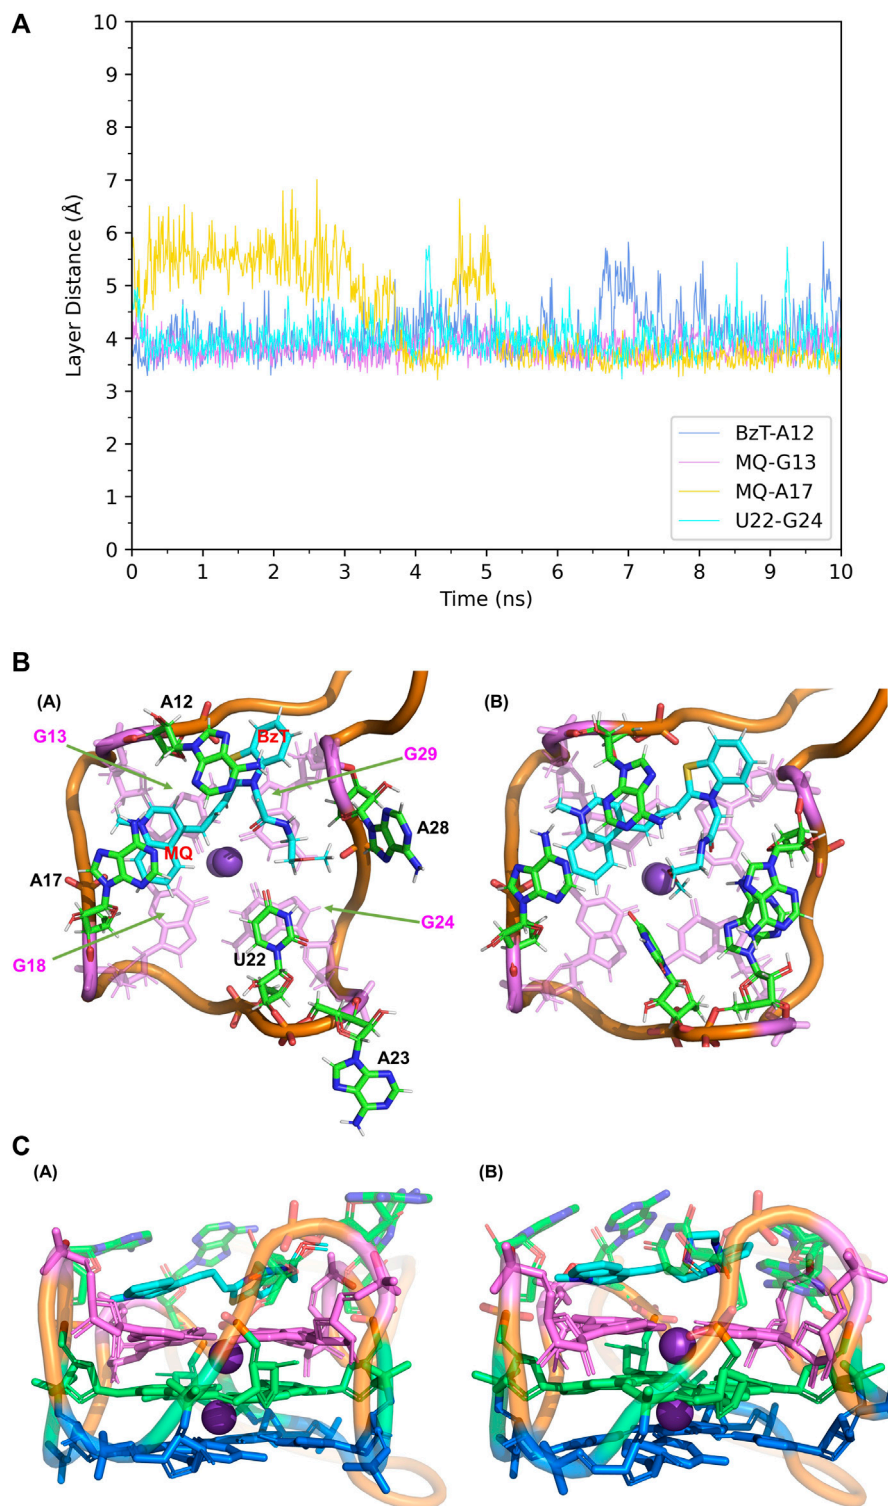 A
10
9
8
7
6
5
4
3
2
1
0
Layer Distance (Å)
BzT-A12
MQ-G13
MQ-A17
U22-G24
0 1 2 3 4 5 6 7 8 9 10
Time (ns)
B
(A)
A12
G13
BzT
G29
A28
MQ
A17
G24
G18
U22
A23
(B)
C
(A)
(B)